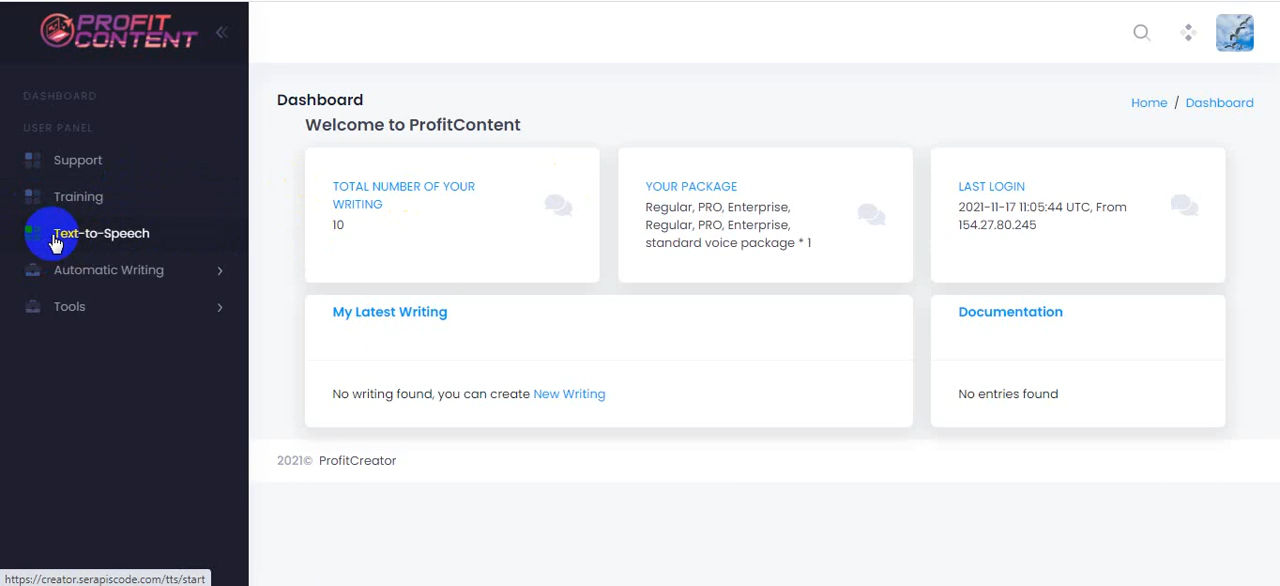 PROFIT
CONTENT
DASHBOARD
USER PANEL
Support
Training
Text-to-Speech
Automatic Writing
Tools
Dashboard
Home / Dashboard
Welcome to ProfitContent
TOTAL NUMBER OF YOUR
WRITING
10
YOUR PACKAGE
Regular, PRO, Enterprise,
Regular, PRO, Enterprise,
standard voice package * 1
LAST LOGIN
2021-11-17 11:05:44 UTC, From
154.27.80.245
My Latest Writing
No writing found, you can create New Writing
Documentation
No entries found
2021© ProfitCreator
https://creator.serapiscode.com/tts/start